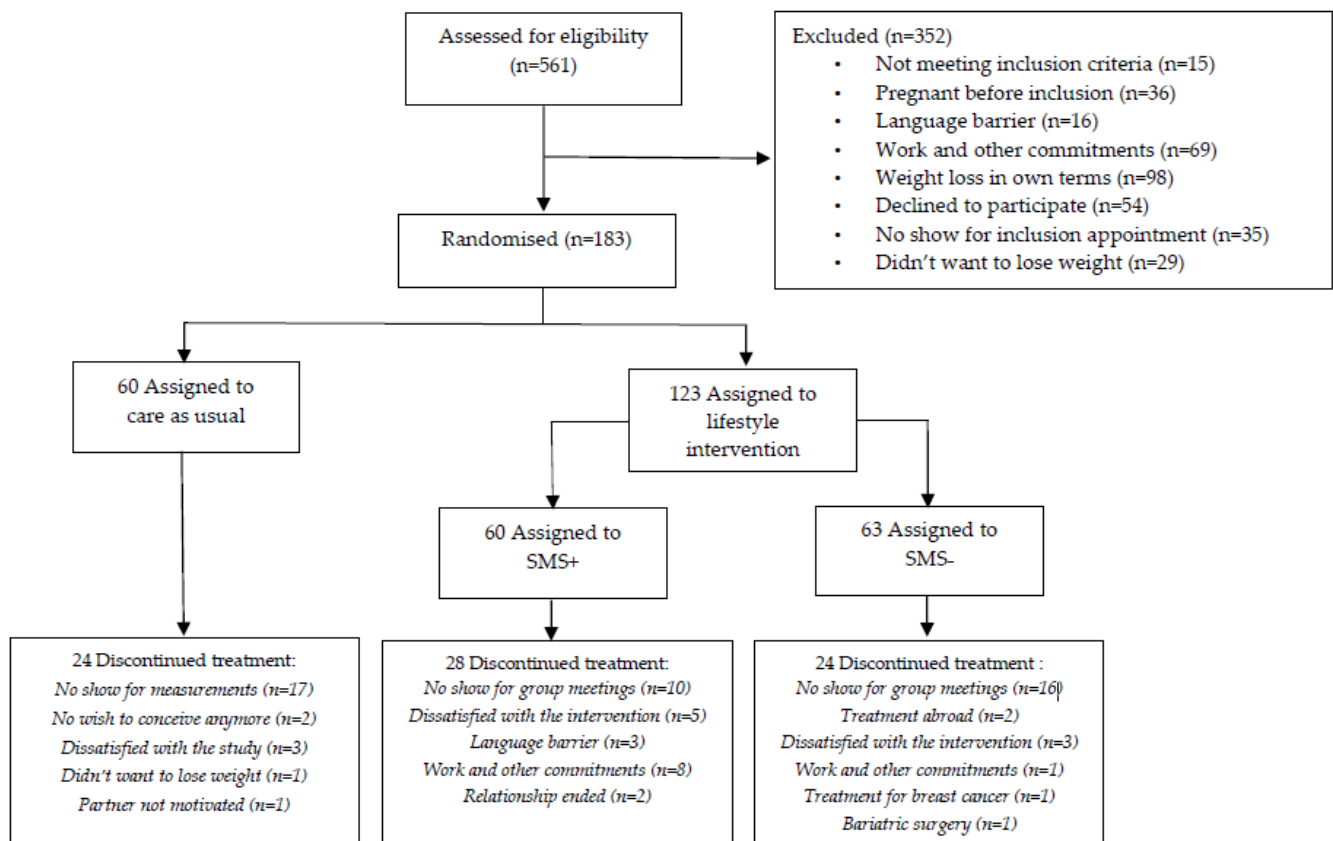 Assessed for eligibility
(n=561)
Excluded (n=352)
• Not meeting inclusion criteria (n=15)
• Pregnant before inclusion (n=36)
• Language barrier (n=16)
• Work and other commitments (n=69)
• Weight loss in own terms (n=98)
• Declined to participate (n=54)
• No show for inclusion appointment (n=35)
• Didn't want to lose weight (n=29)
Randomised (n=183)
60 Assigned to
care as usual
123 Assigned to
lifestyle
intervention
60 Assigned to
SMS+
63 Assigned to
SMS-
24 Discontinued treatment:
No show for measurements (n=17)
No wish to conceive anymore (n=2)
Dissatisfied with the study (n=3)
Didn't want to lose weight (n=1)
Partner not motivated (n=1)
28 Discontinued treatment:
No show for group meetings (n=10)
Dissatisfied with the intervention (n=5)
Language barrier (n=3)
Work and other commitments (n=8)
Relationship ended (n=2)
24 Discontinued treatment :
No show for group meetings (n=16)
Treatment abroad (n=2)
Dissatisfied with the intervention (n=3)
Work and other commitments (n=1)
Treatment for breast cancer (n=1)
Bariatric surgery (n=1)